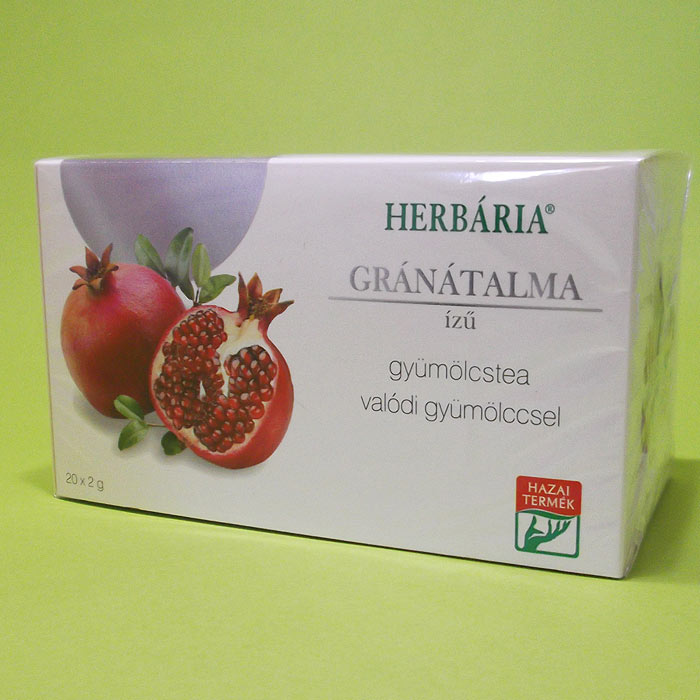 HERBÁRIA®
GRÁNÁTALMA
ízű
gyümölcstea
valódi gyümölccsel
20 x 2 g
HAZAI
TERMÉK